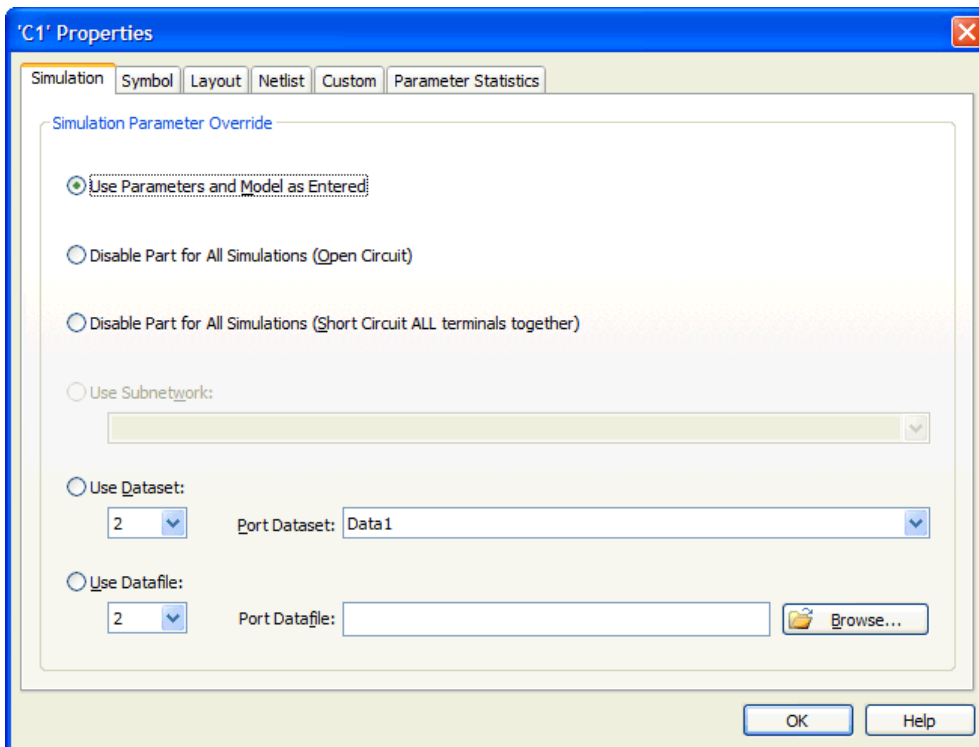 'C1' Properties
Simulation Symbol Layout Netlist Custom Parameter Statistics
Simulation Parameter Override
Use Parameters and Model as Entered
Disable Part for All Simulations (Open Circuit)
Disable Part for All Simulations (Short Circuit ALL terminals together)
Use Subnetwork:
Use Dataset:
2 Port Dataset: Data1
Use Datafile:
2 Port Datafile: Browse...
OK Help